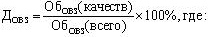 Д_ОВЗ = Об_ОВЗ(качеств) / Об_ОВЗ(всего) × 100%, где: